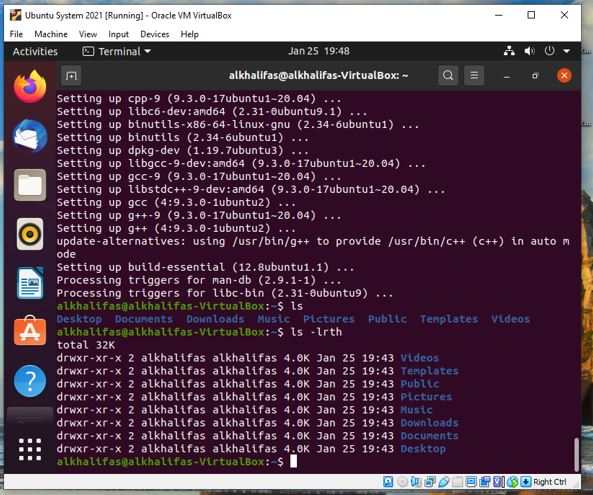 Ubuntu System 2021 [Running] - Oracle VM VirtualBox
File Machine View Input Devices Help
Activities Terminal Jan 25 19:48
alkhalifas@alkhalifas-VirtualBox: ~
Setting up cpp-9 (9.3.0-17ubuntu1~20.04) ...
Setting up libc6-dev:amd64 (2.31-0ubuntu9.1) ...
Setting up binutils-x86-64-linux-gnu (2.34-6ubuntu1) ...
Setting up binutils (2.34-6ubuntu1) ...
Setting up dpkg-dev (1.19.7ubuntu3) ...
Setting up libgcc-9-dev:amd64 (9.3.0-17ubuntu1~20.04) ...
Setting up gcc-9 (9.3.0-17ubuntu1~20.04) ...
Setting up libstdc++-9-dev:amd64 (9.3.0-17ubuntu1~20.04) ...
Setting up gcc (4:9.3.0-1ubuntu2) ...
Setting up g++-9 (9.3.0-17ubuntu1~20.04) ...
Setting up g++ (4:9.3.0-1ubuntu2) ...
update-alternatives: using /usr/bin/g++ to provide /usr/bin/c++ (c++) in auto m
ode
Setting up build-essential (12.8ubuntu1.1) ...
Processing triggers for man-db (2.9.1-1) ...
Processing triggers for libc-bin (2.31-0ubuntu9) ...
alkhalifas@alkhalifas-VirtualBox:~$ ls
Desktop Documents Downloads Music Pictures Public Templates Videos
alkhalifas@alkhalifas-VirtualBox:~$ ls -lrth
total 32K
drwxr-xr-x 2 alkhalifas alkhalifas 4.0K Jan 25 19:43 Videos
drwxr-xr-x 2 alkhalifas alkhalifas 4.0K Jan 25 19:43 Templates
drwxr-xr-x 2 alkhalifas alkhalifas 4.0K Jan 25 19:43 Public
drwxr-xr-x 2 alkhalifas alkhalifas 4.0K Jan 25 19:43 Pictures
drwxr-xr-x 2 alkhalifas alkhalifas 4.0K Jan 25 19:43 Music
drwxr-xr-x 2 alkhalifas alkhalifas 4.0K Jan 25 19:43 Downloads
drwxr-xr-x 2 alkhalifas alkhalifas 4.0K Jan 25 19:43 Documents
drwxr-xr-x 2 alkhalifas alkhalifas 4.0K Jan 25 19:43 Desktop
alkhalifas@alkhalifas-VirtualBox:~$
Right Ctrl